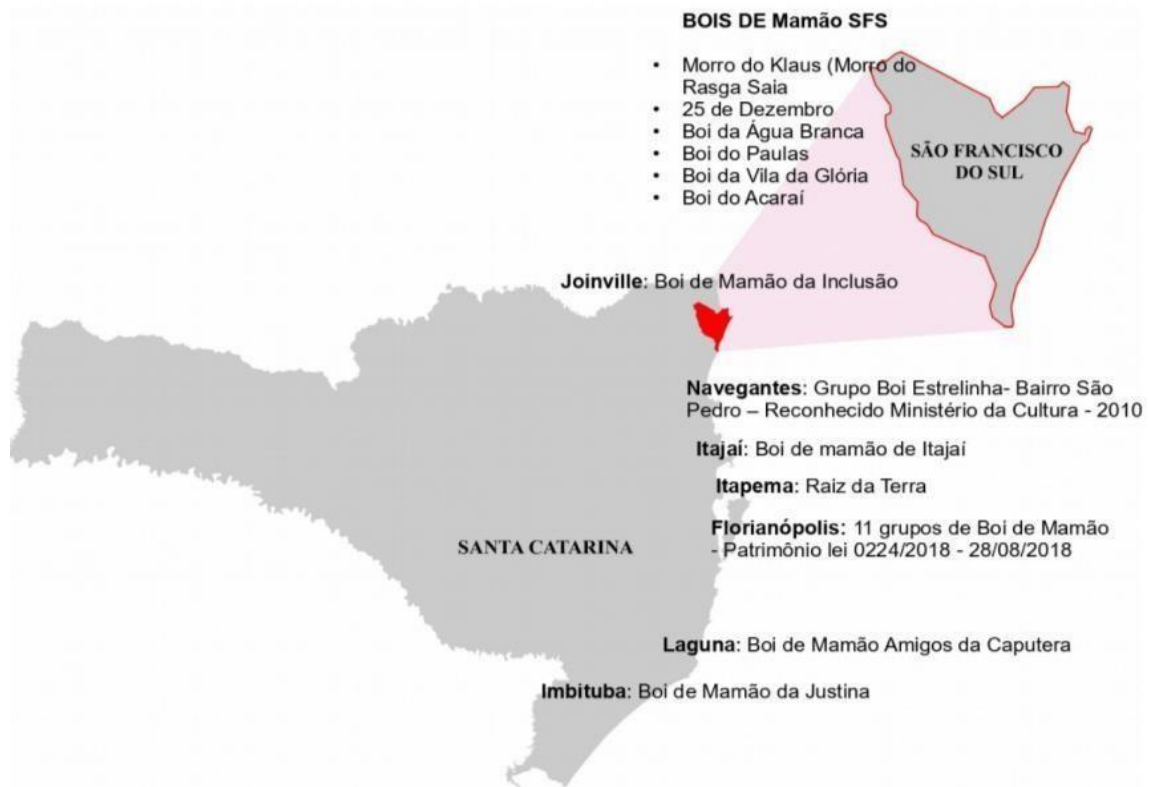 BOIS DE Mamão SFS
• Morro do Klaus (Morro do
Rasga Saia
• 25 de Dezembro
• Boi da Água Branca
• Boi do Paulas
• Boi da Vila da Glória
• Boi do Acaraí
SÃO FRANCISCO
DO SUL
Joinville: Boi de Mamão da Inclusão
Navegantes: Grupo Boi Estrelinha- Bairro São
Pedro – Reconhecido Ministério da Cultura - 2010
Itajaí: Boi de mamão de Itajaí
Itapema: Raiz da Terra
Florianópolis: 11 grupos de Boi de Mamão
- Patrimônio lei 0224/2018 - 28/08/2018
SANTA CATARINA
Laguna: Boi de Mamão Amigos da Caputera
Imbituba: Boi de Mamão da Justina